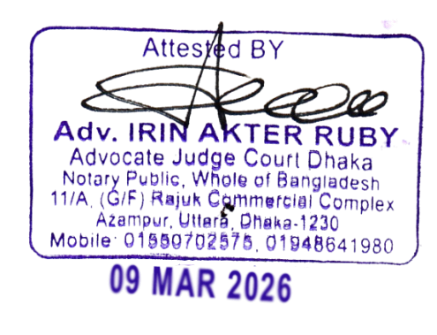 Attested BY
Adv. IRIN AKTER RUBY
Advocate Judge Court Dhaka
Notary Public, Whole of Bangladesh
11/A, (G/F) Rajuk Commercial Complex
Azampur, Uttara, Dhaka-1230
Mobile: 01550702575, 01948641980
09 MAR 2026